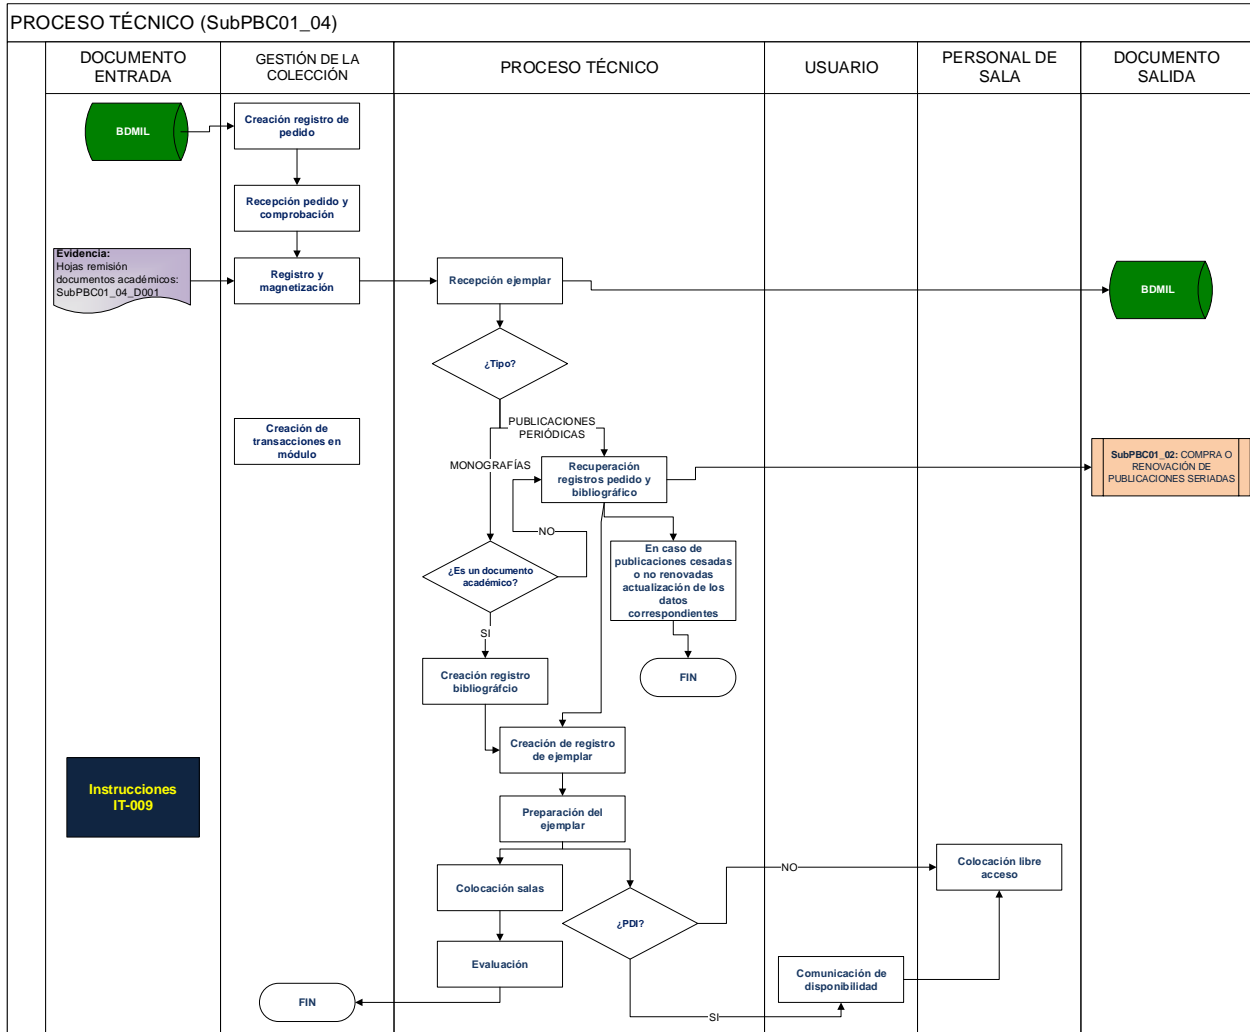 PROCESO TÉCNICO (SubPBC01_04)
DOCUMENTO
ENTRADA
GESTIÓN DE LA
COLECCIÓN
PROCESO TÉCNICO
USUARIO
PERSONAL DE
SALA
DOCUMENTO
SALIDA
BDMIL
Creación registro de
pedido
Recepción pedido y
comprobación
Evidencia:
Hojas remisión
documentos académicos:
SubPBC01_04_D001
Registro y
magnetización
Recepción ejemplar
BDMIL
¿Tipo?
Creación de
transacciones en
módulo
PUBLICACIONES
PERIÓDICAS
MONOGRAFÍAS
Recuperación
registros pedido y
bibliográfico
SubPBC01_02: COMPRA O
RENOVACIÓN DE
PUBLICACIONES SERIADAS
NO
¿Es un documento
académico?
En caso de
publicaciones cesadas
o no renovadas
actualización de los
datos
correspondientes
SI
Creación registro
bibliográfcio
FIN
Creación de registro
de ejemplar
Instrucciones
IT-009
Preparación del
ejemplar
Colocación salas
¿PDI?
NO
Colocación libre
acceso
Evaluación
Comunicación de
disponibilidad
FIN
SI